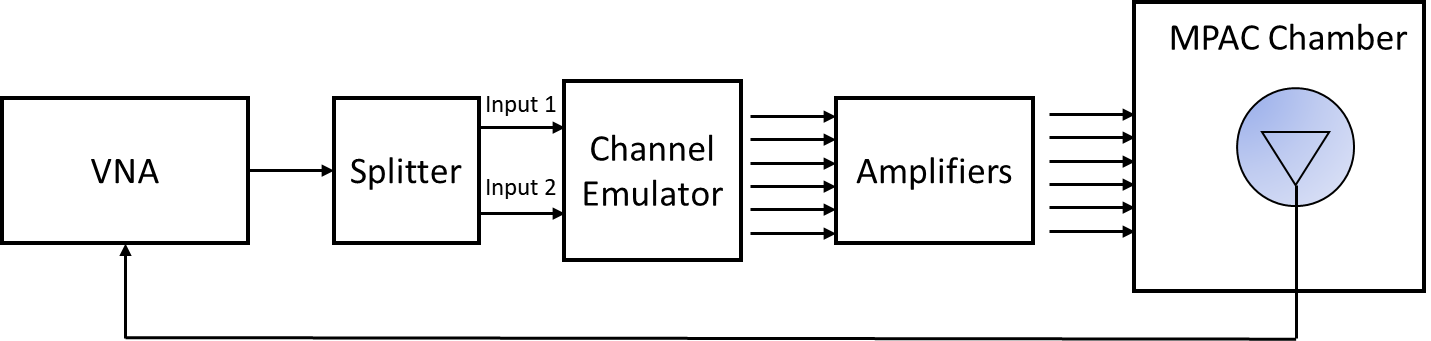 MPAC Chamber
VNA
Splitter
Input 1
Input 2
Channel
Emulator
Amplifiers